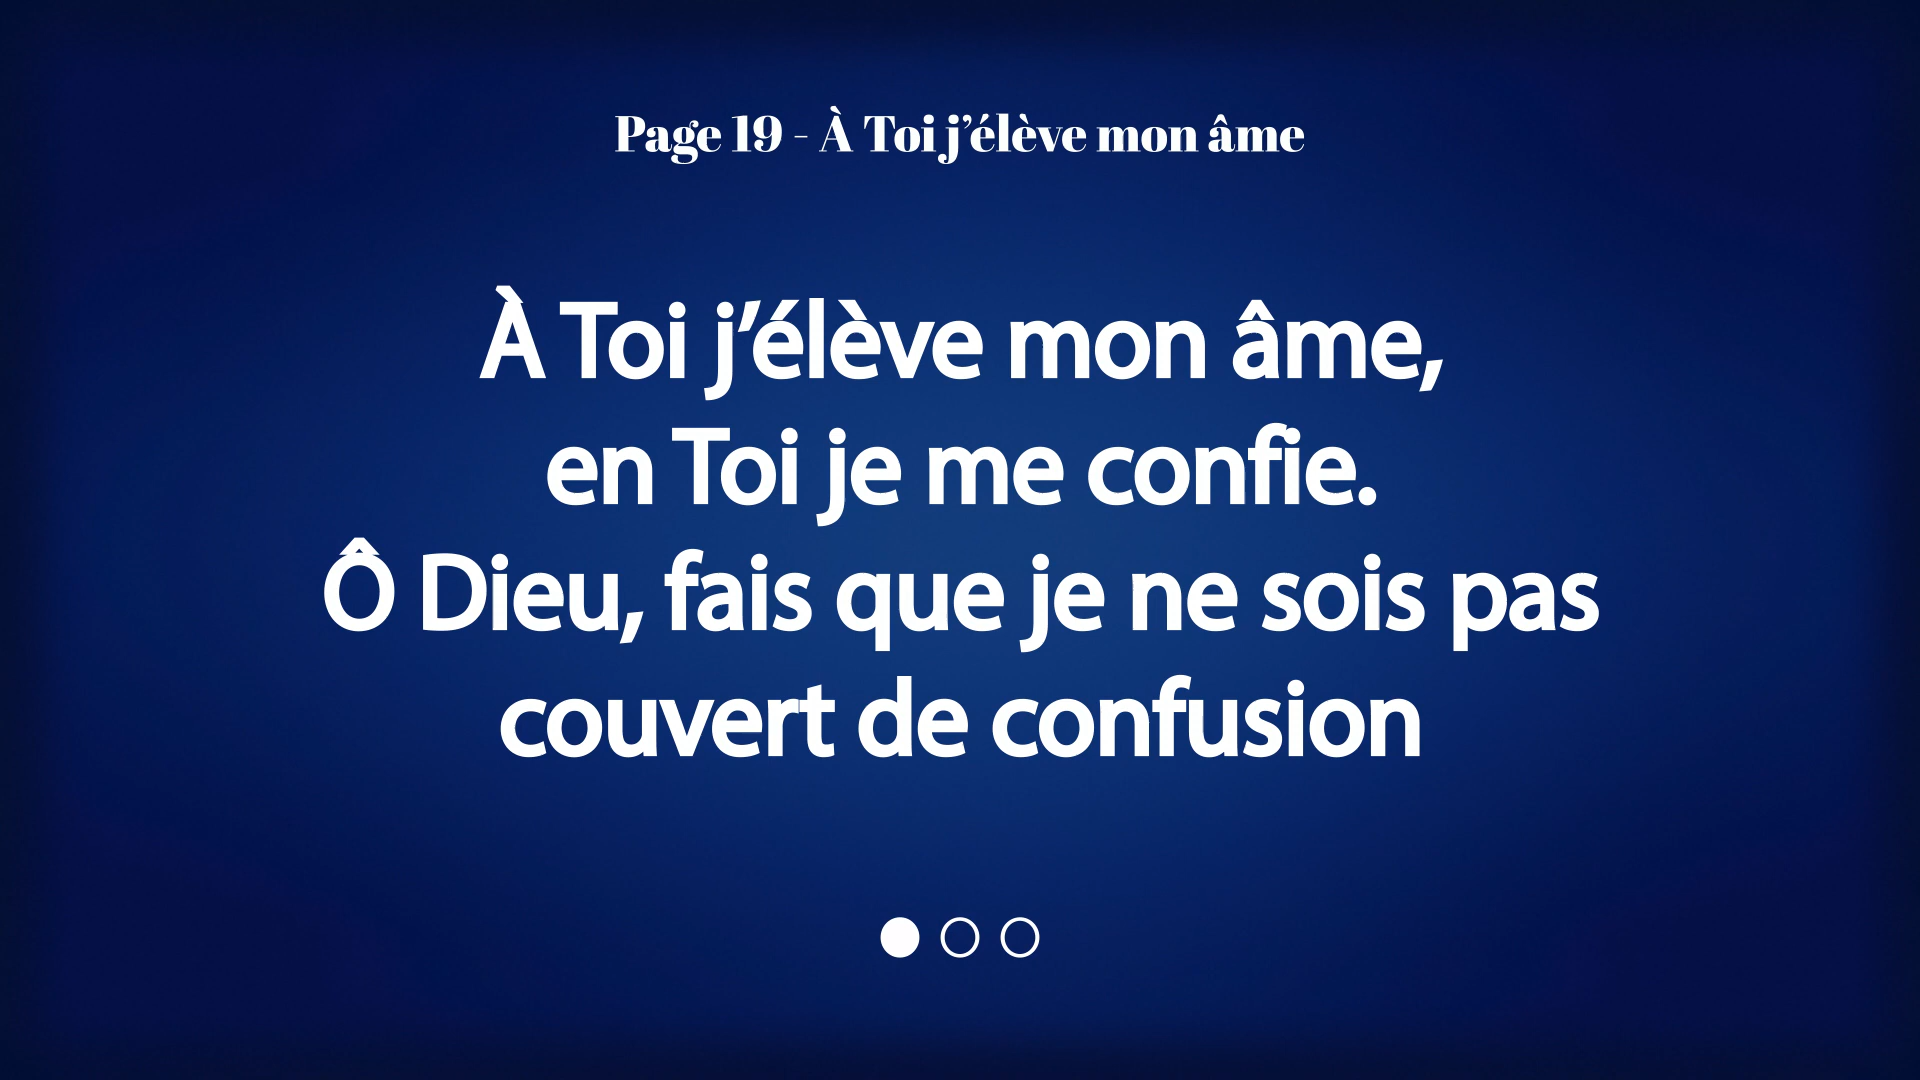 Page 19 - À Toi j’élève mon âme
À Toi j’élève mon âme,
en Toi je me confie.
Ô Dieu, fais que je ne sois pas
couvert de confusion